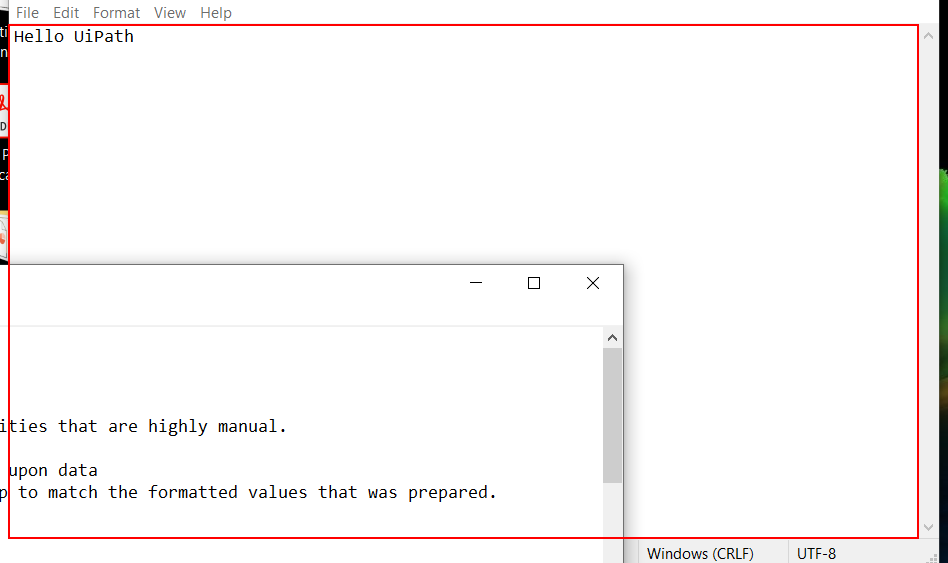 File Edit Format View Help
Hello UiPath
ities that are highly manual.
upon data
p to match the formatted values that was prepared.
Windows (CRLF) UTF-8